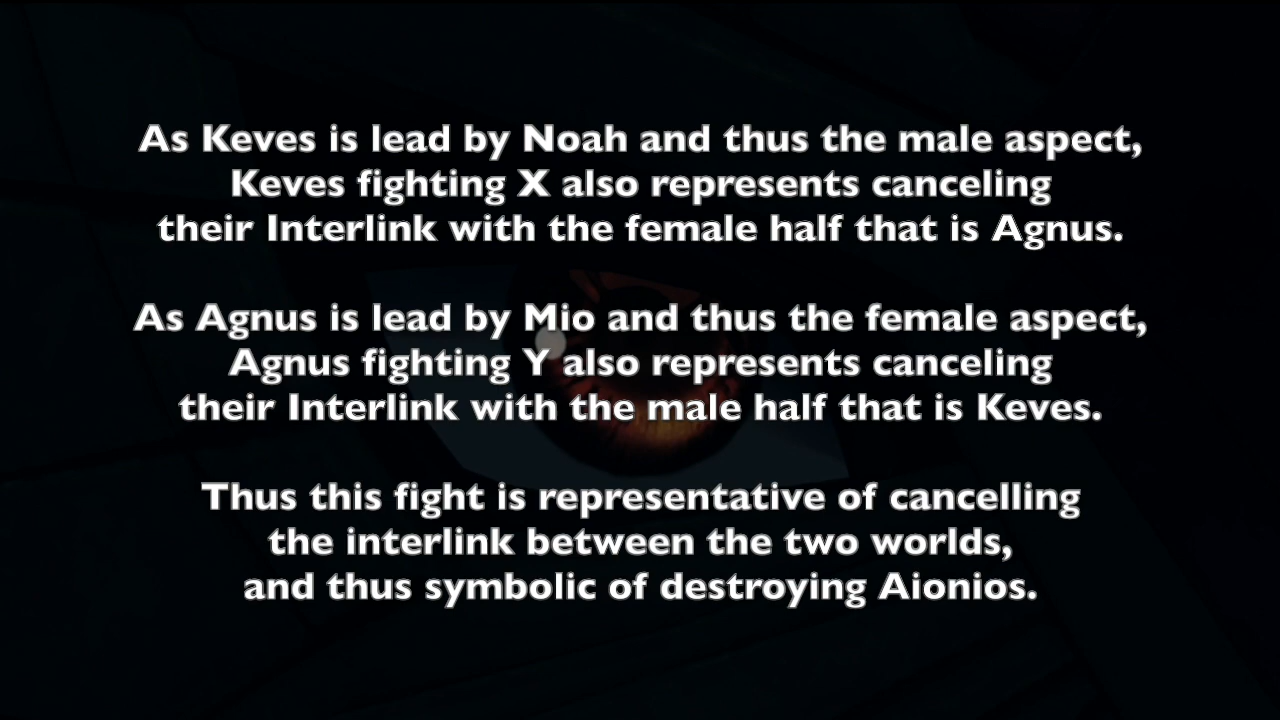 As Keves is lead by Noah and thus the male aspect,
Keves fighting X also represents canceling
their Interlink with the female half that is Agnus.
As Agnus is lead by Mio and thus the female aspect,
Agnus fighting Y also represents canceling
their Interlink with the male half that is Keves.
Thus this fight is representative of cancelling
the interlink between the two worlds,
and thus symbolic of destroying Aionios.